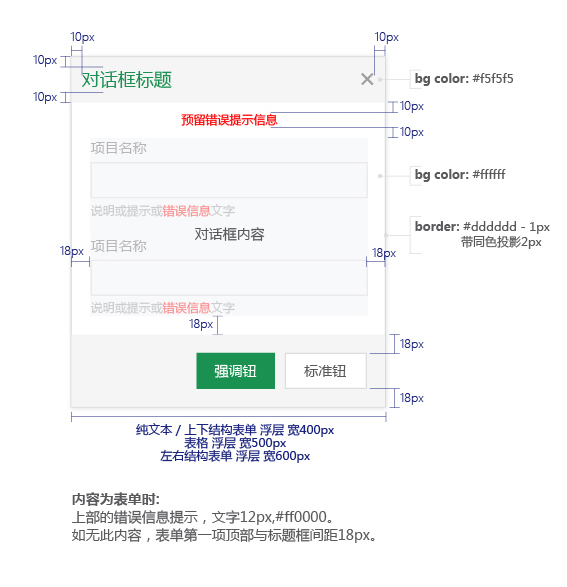 10px
10px
10px
对话框标题
×
bg color: #f5f5f5
10px
10px
预留错误提示信息
10px
项目名称
bg color: #ffffff
说明或提示或错误信息文字
border: #dddddd - 1px
带同色投影2px
对话框内容
项目名称
18px
18px
说明或提示或错误信息文字
18px
18px
强调钮
标准钮
18px
纯文本 / 上下结构表单 浮层 宽400px
表格 浮层 宽500px
左右结构表单 浮层 宽600px
内容为表单时:
上部的错误信息提示，文字12px,#ff0000。
如无此内容，表单第一项顶部与标题框间距18px。